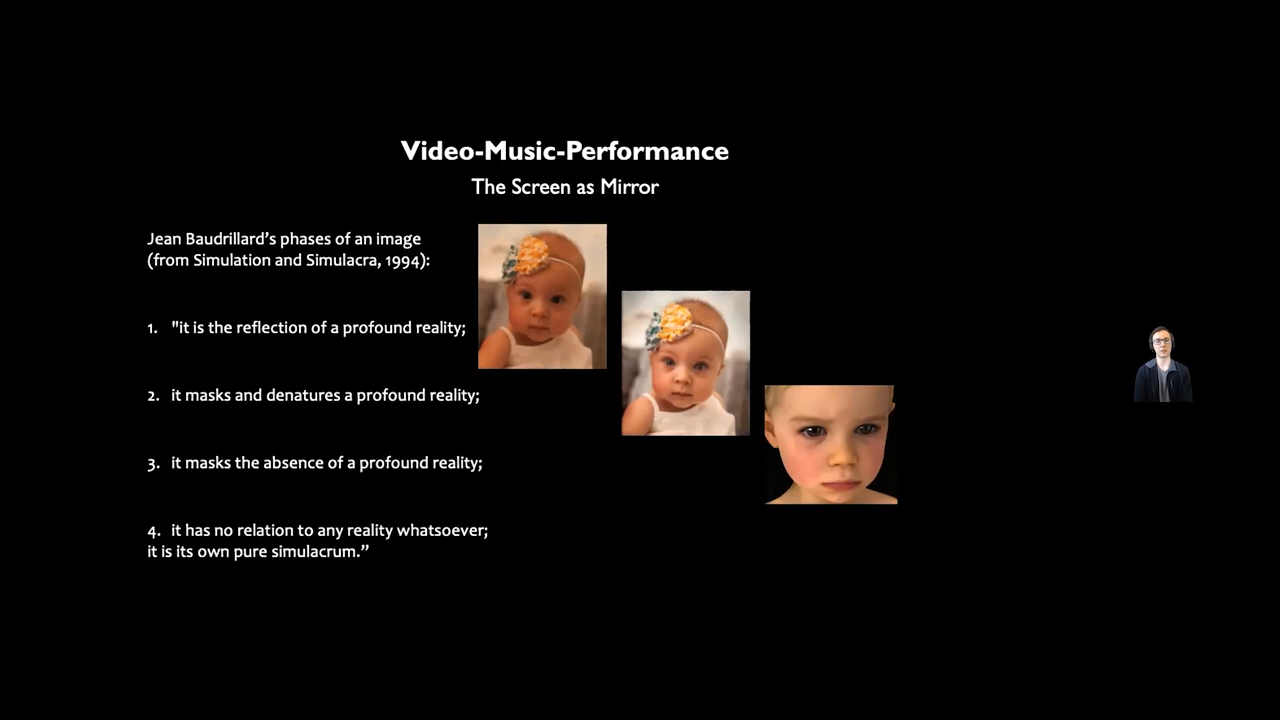 Video-Music-Performance
The Screen as Mirror
Jean Baudrillard’s phases of an image
(from Simulation and Simulacra, 1994):
1. "it is the reflection of a profound reality;
2. it masks and denatures a profound reality;
3. it masks the absence of a profound reality;
4. it has no relation to any reality whatsoever;
it is its own pure simulacrum.”